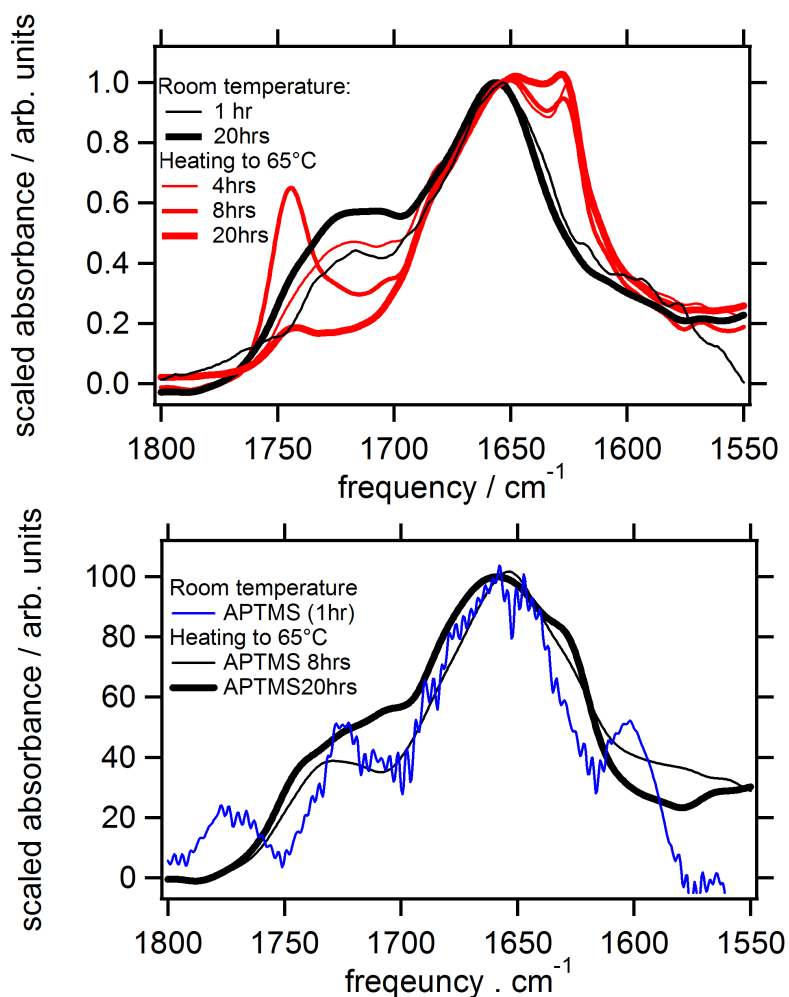 scaled absorbance / arb. units
1.0
0.8
0.6
0.4
0.2
0.0
Room temperature:
1 hr
20hrs
Heating to 65°C
4hrs
8hrs
20hrs
1800 1750 1700 1650 1600 1550
frequency / cm-1
scaled absorbance / arb. units
100
80
60
40
20
0
Room temperature
APTMS (1hr)
Heating to 65°C
APTMS 8hrs
APTMS20hrs
1800 1750 1700 1650 1600 1550
freqeuncy . cm-1